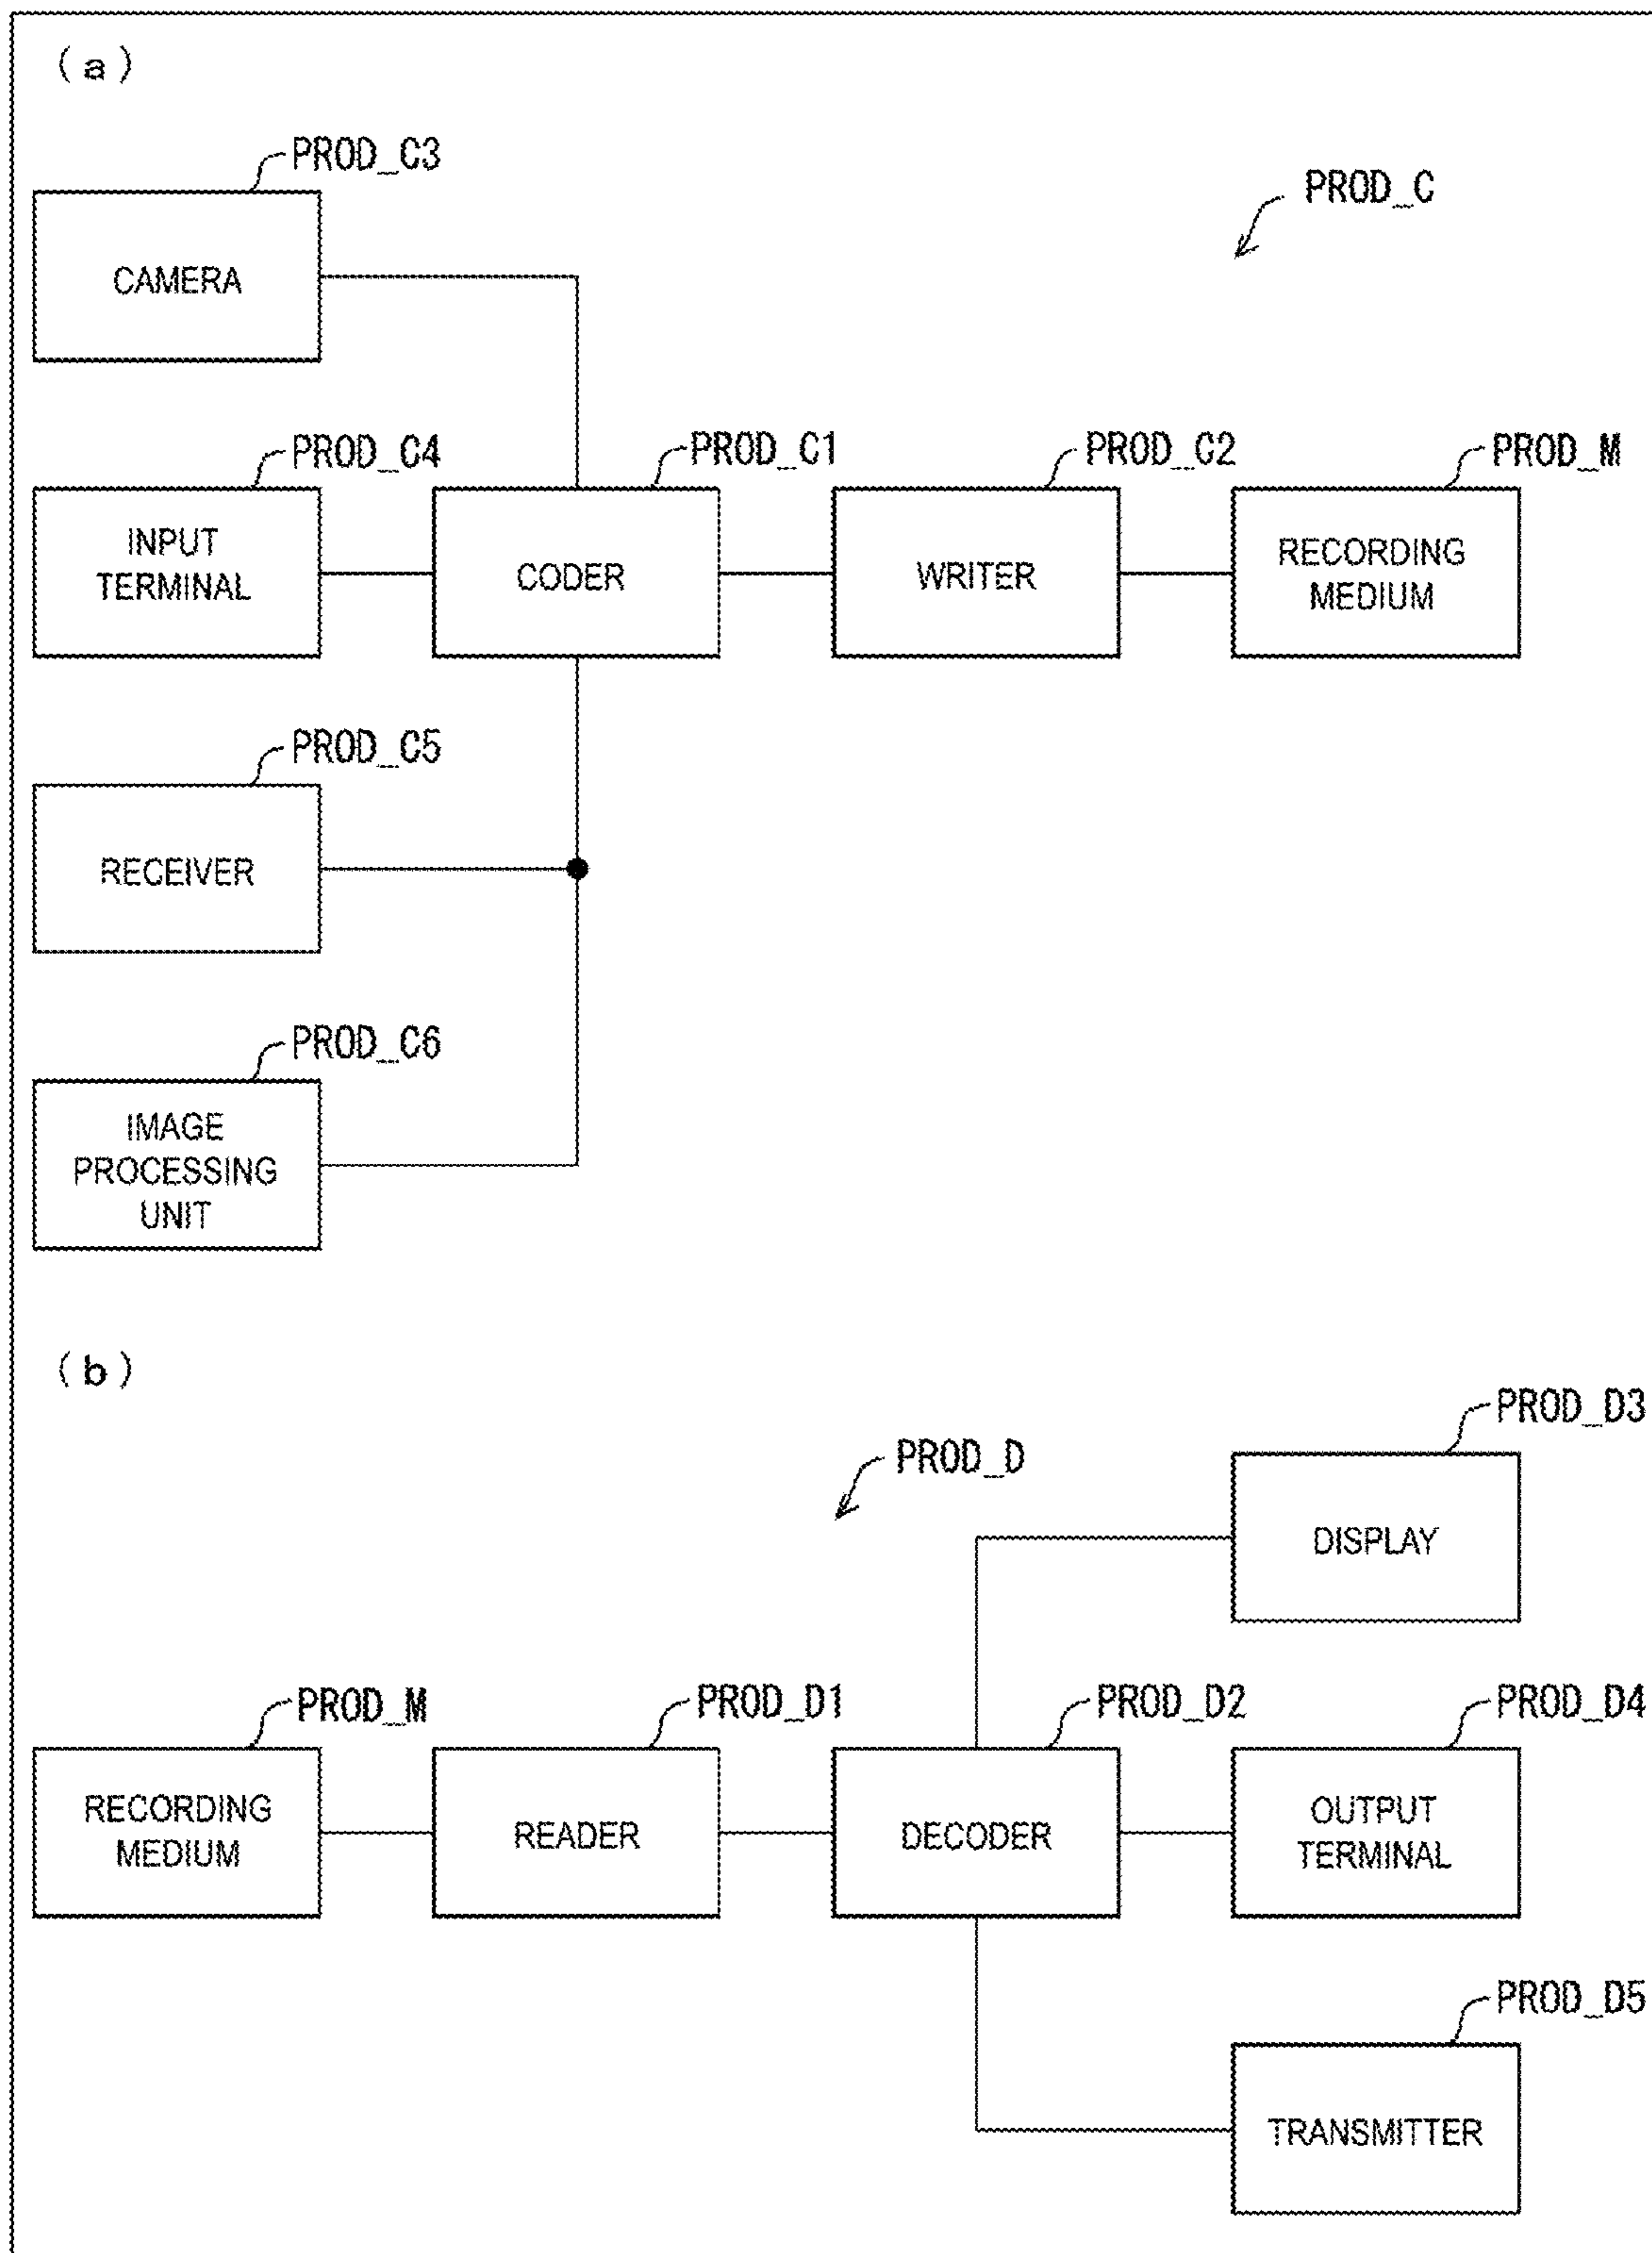 (a)
PROD_C3
PROD_C
CAMERA
PROD_C4
PROD_C1
PROD_C2
PROD_M
INPUT
TERMINAL
CODER
WRITER
RECORDING
MEDIUM
PROD_C5
RECEIVER
PROD_C6
IMAGE
PROCESSING
UNIT
(b)
PROD_D3
PROD_D
DISPLAY
PROD_M
PROD_D1
PROD_D2
PROD_D4
RECORDING
MEDIUM
READER
DECODER
OUTPUT
TERMINAL
PROD_D5
TRANSMITTER